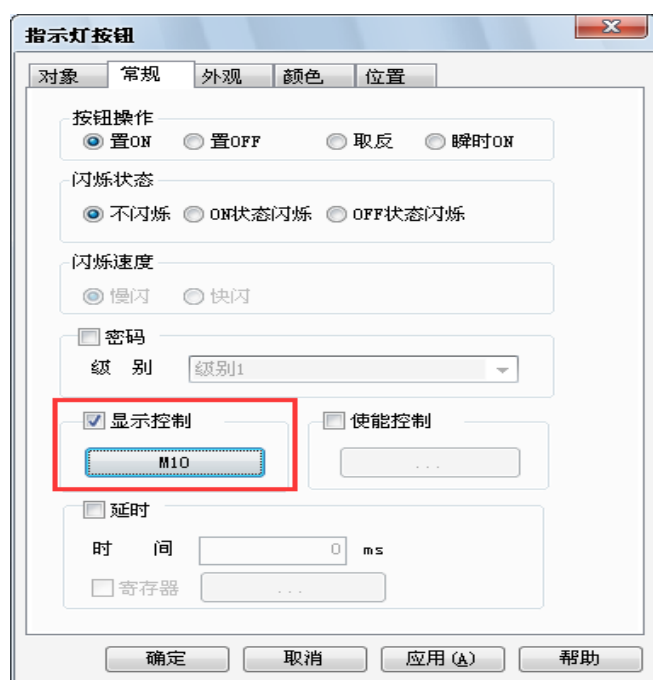 指示灯按钮
对象 常规 外观 颜色 位置
按钮操作
置ON 置OFF 取反 瞬时ON
闪烁状态
不闪烁 ON状态闪烁 OFF状态闪烁
闪烁速度
慢闪 快闪
密码
级 别 级别1
显示控制 使能控制
M10 ...
延时
时 间 0 ms
寄存器 ...
确定 取消 应用(A) 帮助